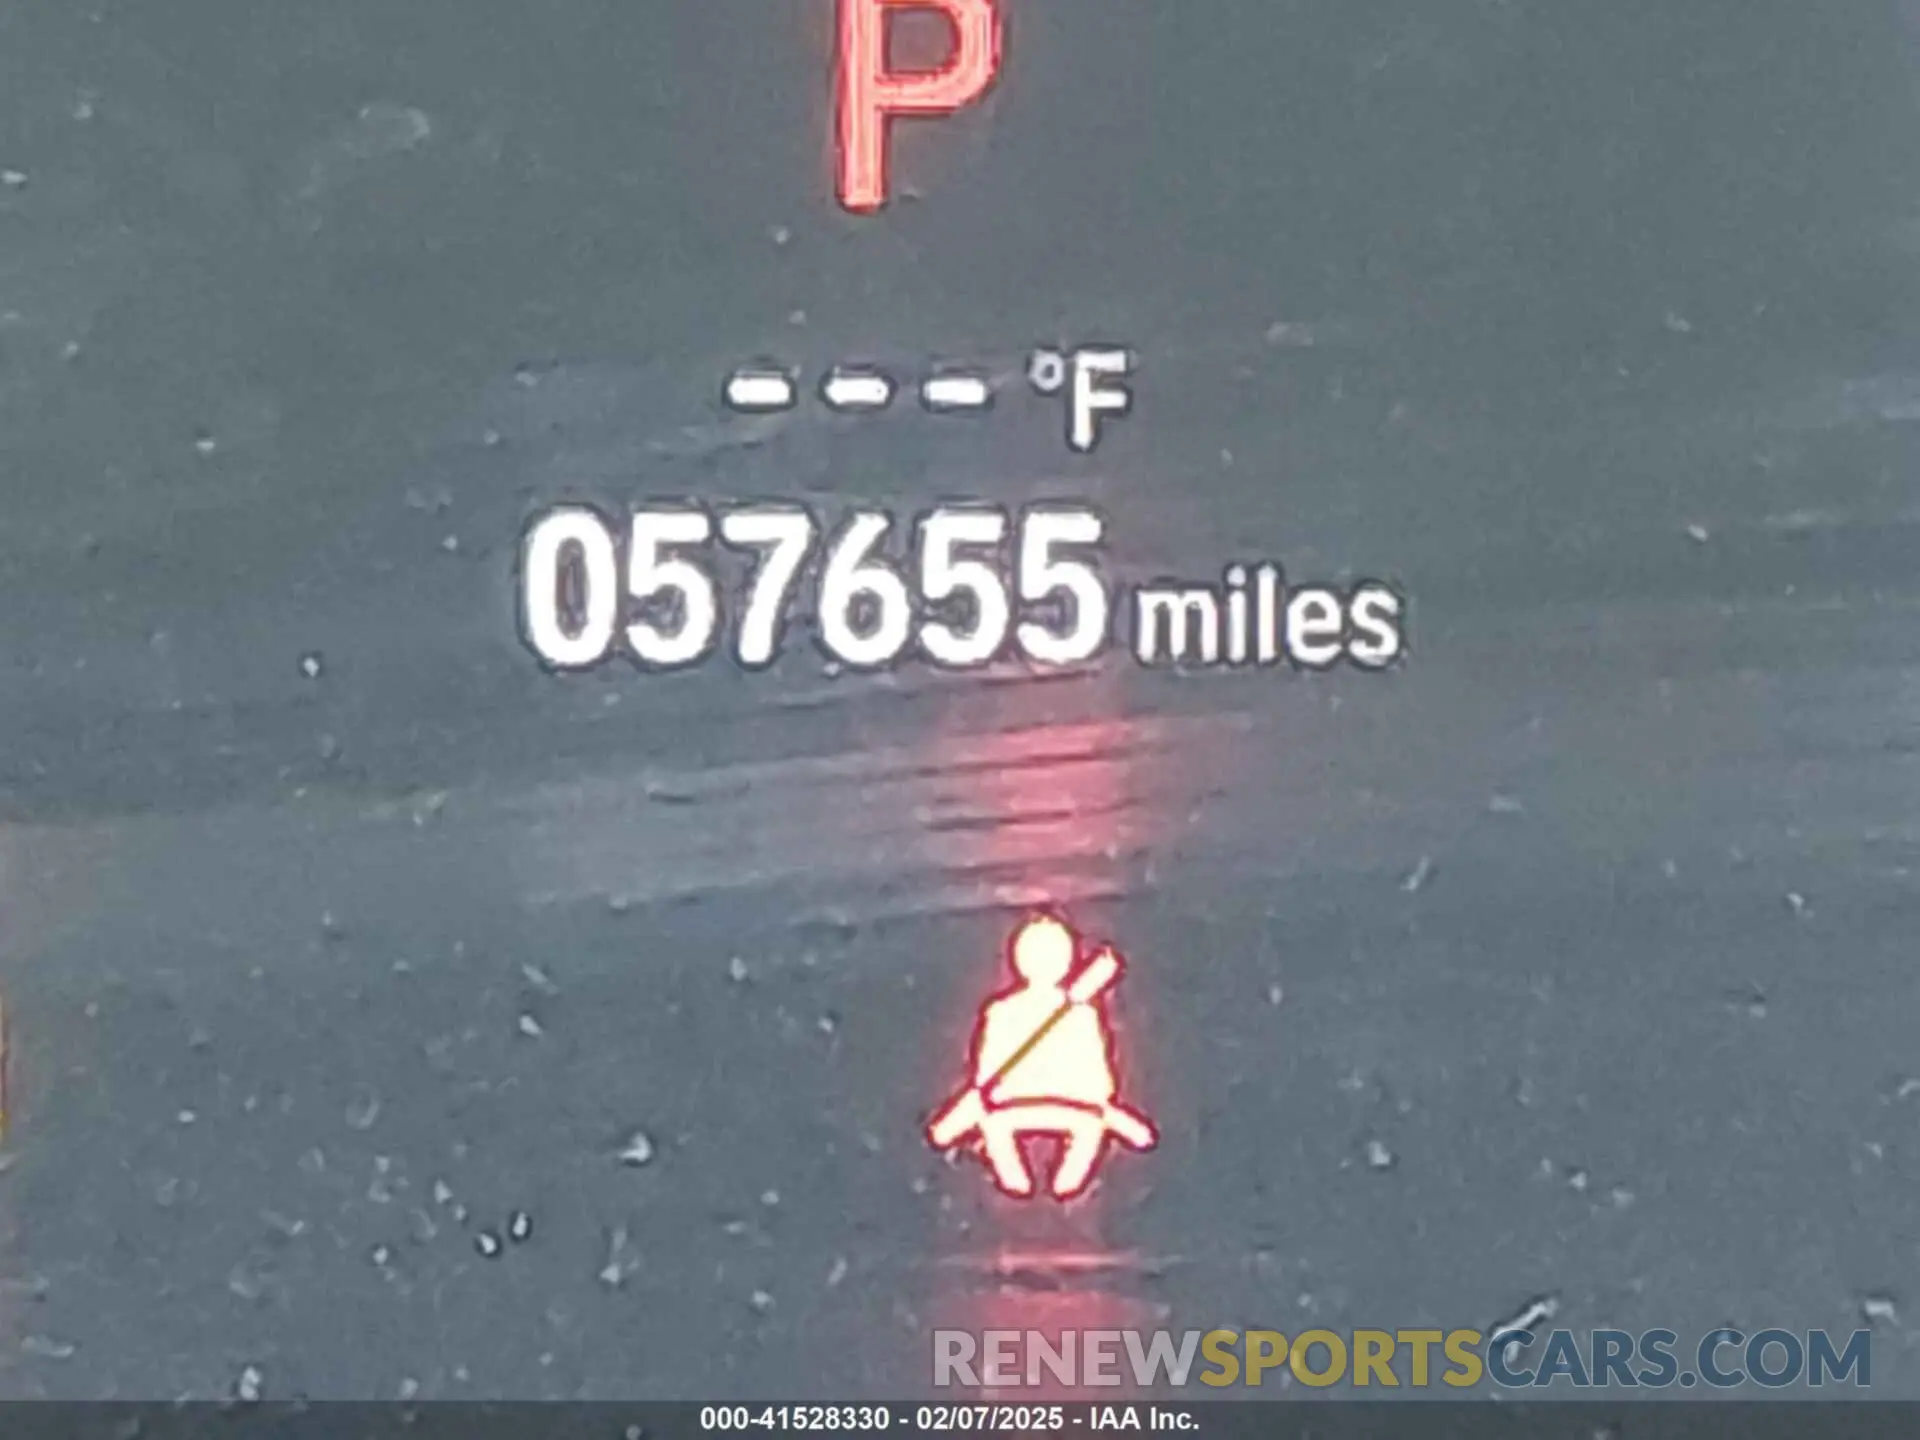 P
--- °F
057655 miles
RENEWSPORTSCARS.COM
000-41528330 - 02/07/2025 - IAA Inc.